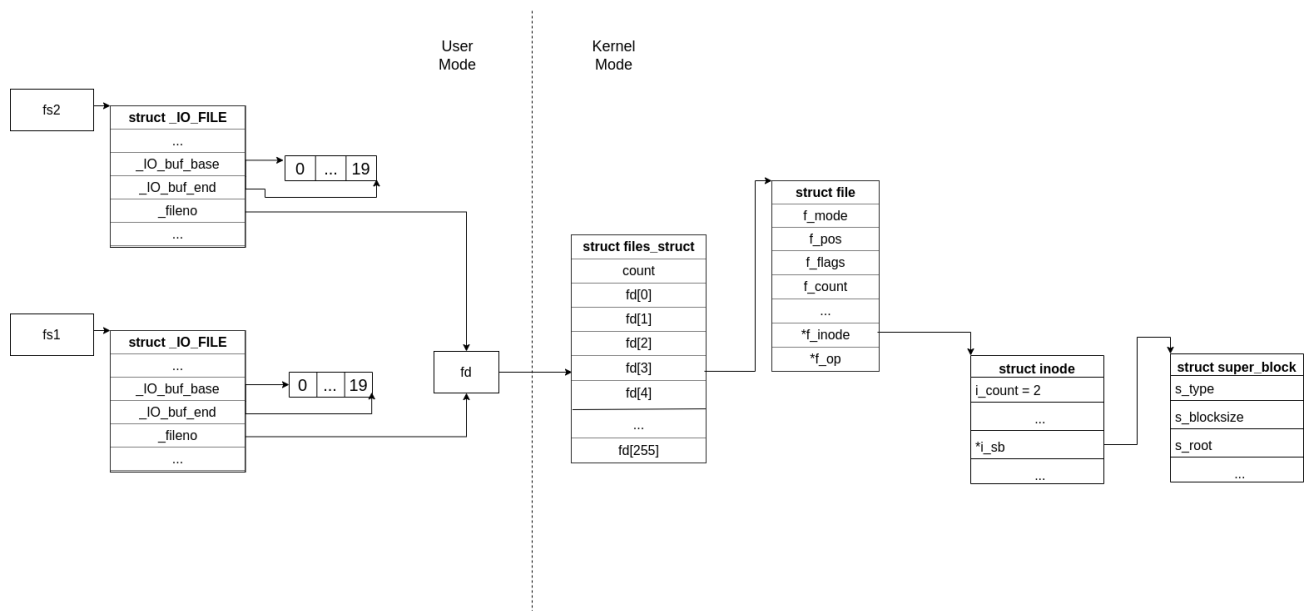 User
Mode
Kernel
Mode
fs2
struct _IO_FILE
...
_IO_buf_base
_IO_buf_end
_fileno
...
0 ... 19
fs1
struct _IO_FILE
...
_IO_buf_base
_IO_buf_end
_fileno
...
0 ... 19
fd
struct files_struct
count
fd[0]
fd[1]
fd[2]
fd[3]
fd[4]
...
fd[255]
struct file
f_mode
f_pos
f_flags
f_count
...
*f_inode
*f_op
struct inode
i_count = 2
...
*i_sb
...
struct super_block
s_type
s_blocksize
s_root
...